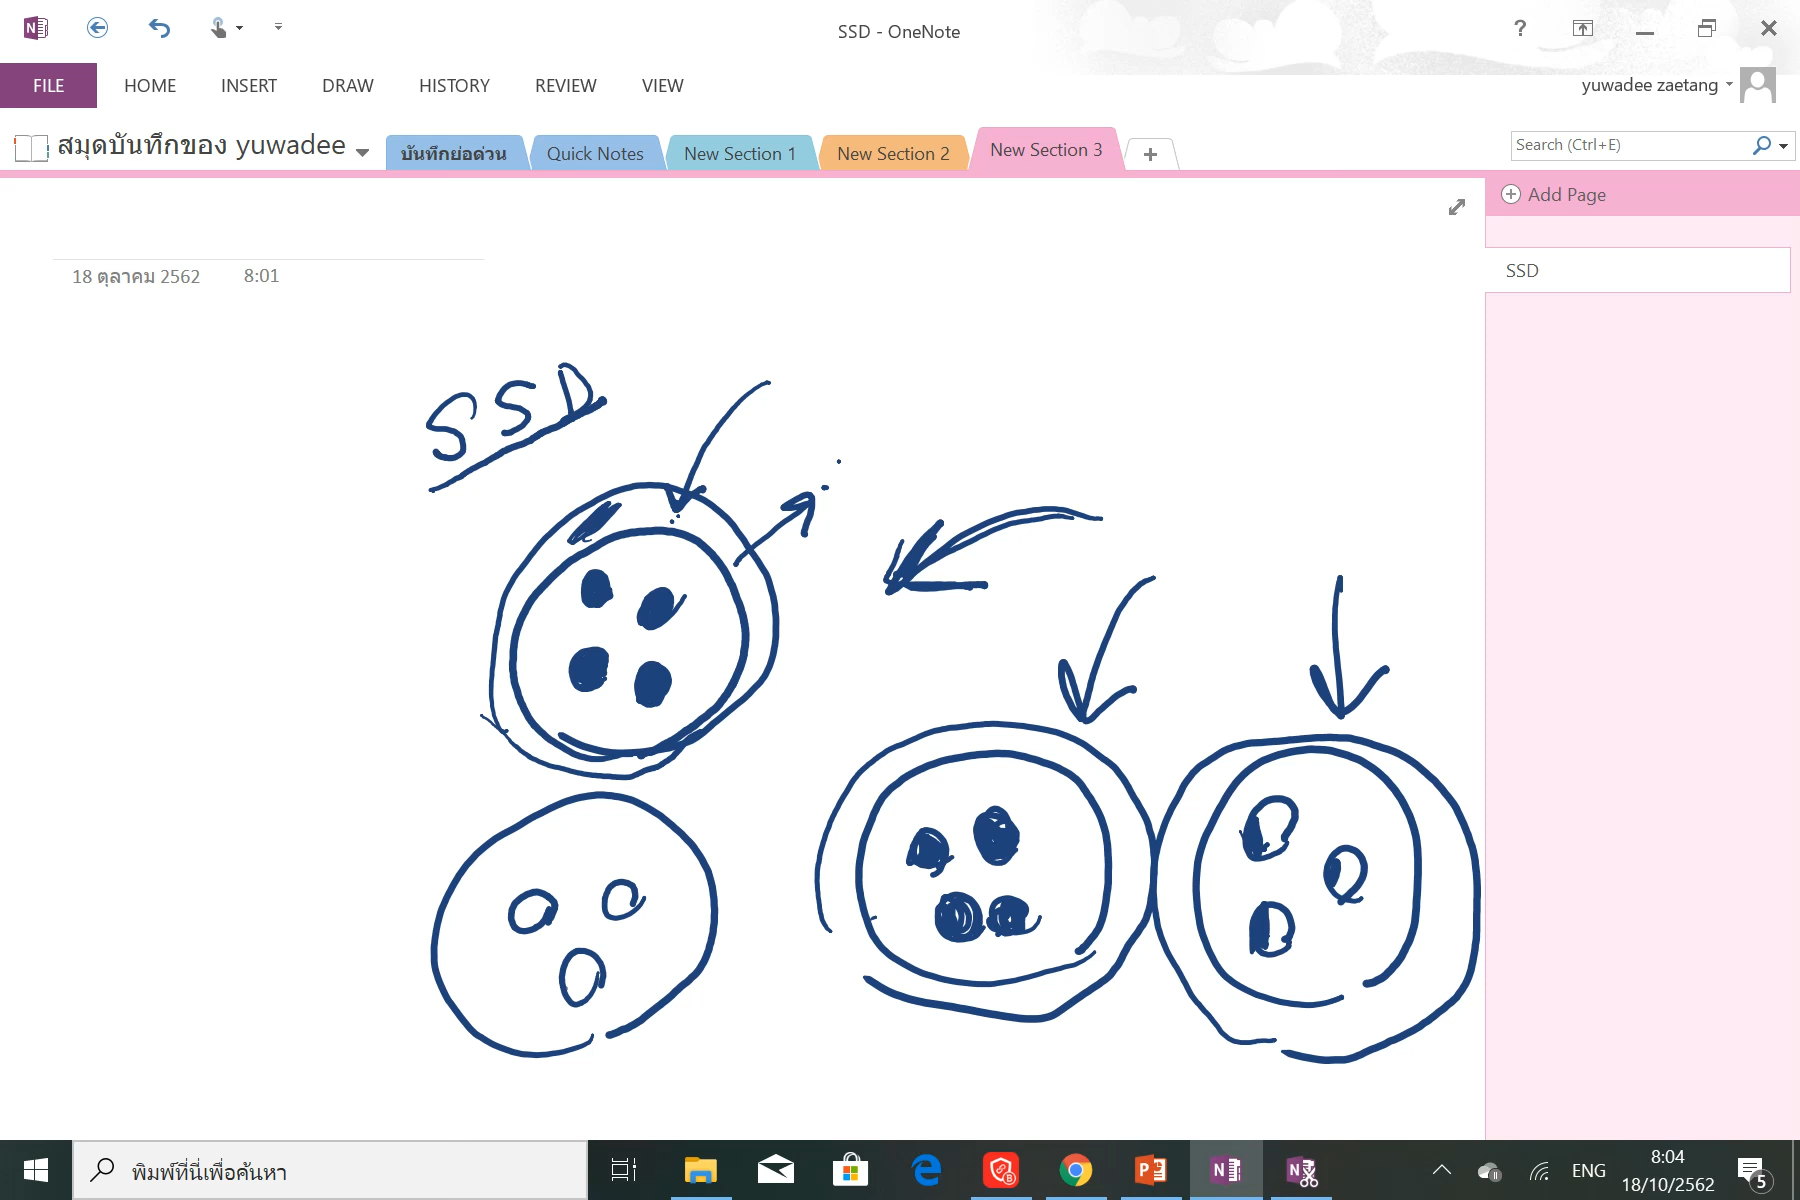 SSD - OneNote
?
FILE HOME INSERT DRAW HISTORY REVIEW VIEW
yuwadee zaetang
สมุดบันทึกของ yuwadee
บันทึกย่อด่วน Quick Notes New Section 1 New Section 2 New Section 3 +
Search (Ctrl+E)
Add Page
SSD
18 ตุลาคม 2562 8:01
SSD
พิมพ์ที่นี่เพื่อค้นหา
ENG
8:04
18/10/2562
5